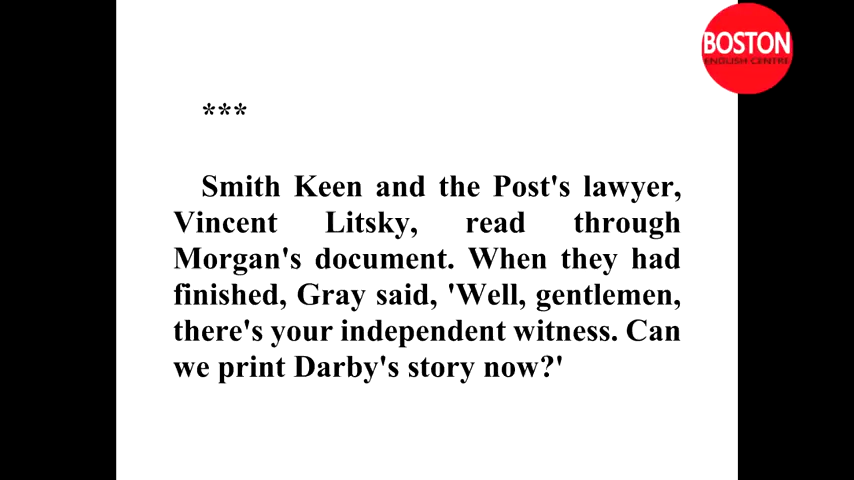 BOSTON
ENGLISH CENTRE
***
Smith Keen and the Post's lawyer,
Vincent Litsky, read through
Morgan's document. When they had
finished, Gray said, 'Well, gentlemen,
there's your independent witness. Can
we print Darby's story now?'